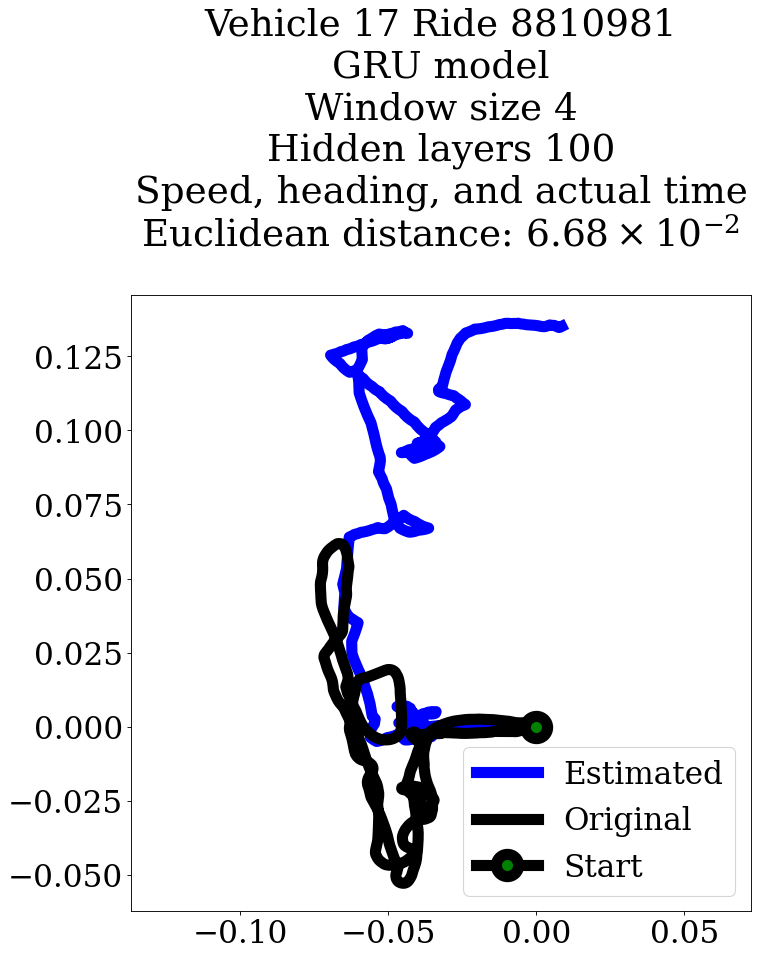 Vehicle 17 Ride 8810981
GRU model
Window size 4
Hidden layers 100
Speed, heading, and actual time
Euclidean distance: 6.68 × 10⁻²
0.125
0.100
0.075
0.050
0.025
0.000
−0.025
−0.050
Estimated
Original
Start
−0.10
−0.05
0.00
0.05